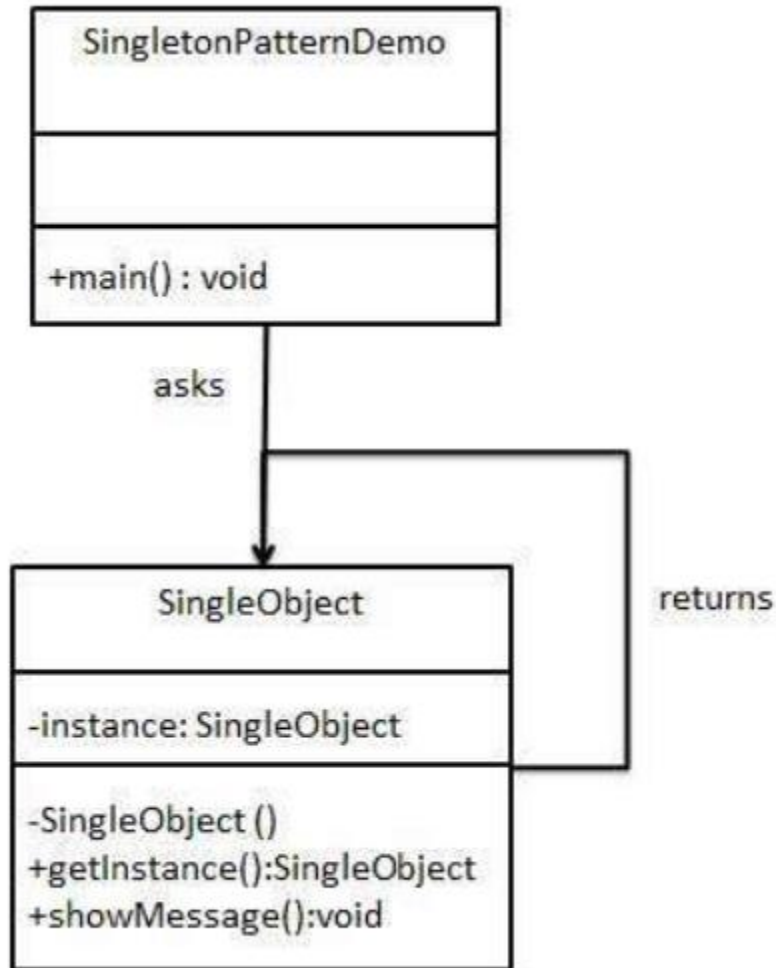 SingletonPatternDemo
+main() : void
asks
returns
SingleObject
-instance: SingleObject
-SingleObject ()
+getInstance():SingleObject
+showMessage():void